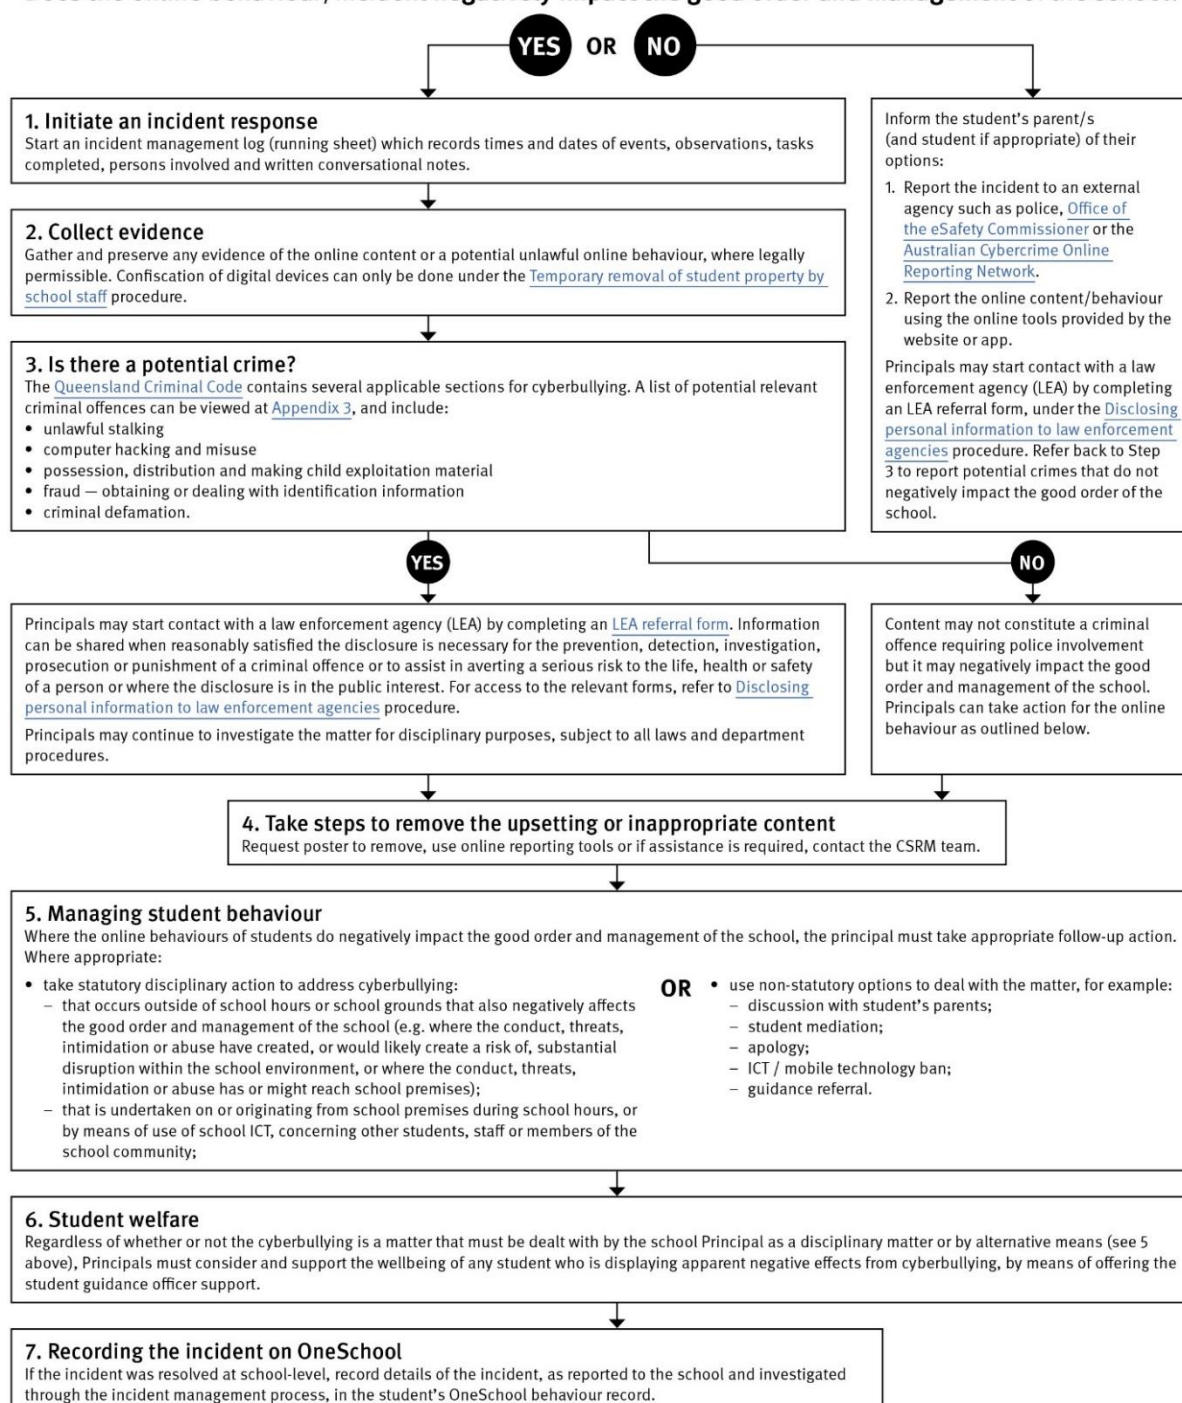 YES OR NO
1. Initiate an incident response
Start an incident management log (running sheet) which records times and dates of events, observations, tasks
completed, persons involved and written conversational notes.
2. Collect evidence
Gather and preserve any evidence of the online content or a potential unlawful online behaviour, where legally
permissible. Confiscation of digital devices can only be done under the Temporary removal of student property by
school staff procedure.
3. Is there a potential crime?
The Queensland Criminal Code contains several applicable sections for cyberbullying. A list of potential relevant
criminal offences can be viewed at Appendix 3, and include:
• unlawful stalking
• computer hacking and misuse
• possession, distribution and making child exploitation material
• fraud — obtaining or dealing with identification information
• criminal defamation.
Inform the student's parent/s
(and student if appropriate) of their
options:
1. Report the incident to an external
agency such as police, Office of
the eSafety Commissioner or the
Australian Cybercrime Online
Reporting Network.
2. Report the online content/behaviour
using the online tools provided by the
website or app.
Principals may start contact with a law
enforcement agency (LEA) by completing
an LEA referral form, under the Disclosing
personal information to law enforcement
agencies procedure. Refer back to Step
3 to report potential crimes that do not
negatively impact the good order of the
school.
YES
NO
Principals may start contact with a law enforcement agency (LEA) by completing an LEA referral form. Information
can be shared when reasonably satisfied the disclosure is necessary for the prevention, detection, investigation,
prosecution or punishment of a criminal offence or to assist in averting a serious risk to the life, health or safety
of a person or where the disclosure is in the public interest. For access to the relevant forms, refer to Disclosing
personal information to law enforcement agencies procedure.
Principals may continue to investigate the matter for disciplinary purposes, subject to all laws and department
procedures.
Content may not constitute a criminal
offence requiring police involvement
but it may negatively impact the good
order and management of the school.
Principals can take action for the online
behaviour as outlined below.
4. Take steps to remove the upsetting or inappropriate content
Request poster to remove, use online reporting tools or if assistance is required, contact the CSRM team.
5. Managing student behaviour
Where the online behaviours of students do negatively impact the good order and management of the school, the principal must take appropriate follow-up action.
Where appropriate:
• take statutory disciplinary action to address cyberbullying:
– that occurs outside of school hours or school grounds that also negatively affects
the good order and management of the school (e.g. where the conduct, threats,
intimidation or abuse have created, or would likely create a risk of, substantial
disruption within the school environment, or where the conduct, threats,
intimidation or abuse has or might reach school premises);
– that is undertaken on or originating from school premises during school hours, or
by means of use of school ICT, concerning other students, staff or members of the
school community;
OR
• use non-statutory options to deal with the matter, for example:
– discussion with student's parents;
– student mediation;
– apology;
– ICT / mobile technology ban;
– guidance referral.
6. Student welfare
Regardless of whether or not the cyberbullying is a matter that must be dealt with by the school Principal as a disciplinary matter or by alternative means (see 5
above), Principals must consider and support the wellbeing of any student who is displaying apparent negative effects from cyberbullying, by means of offering the
student guidance officer support.
7. Recording the incident on OneSchool
If the incident was resolved at school-level, record details of the incident, as reported to the school and investigated
through the incident management process, in the student's OneSchool behaviour record.